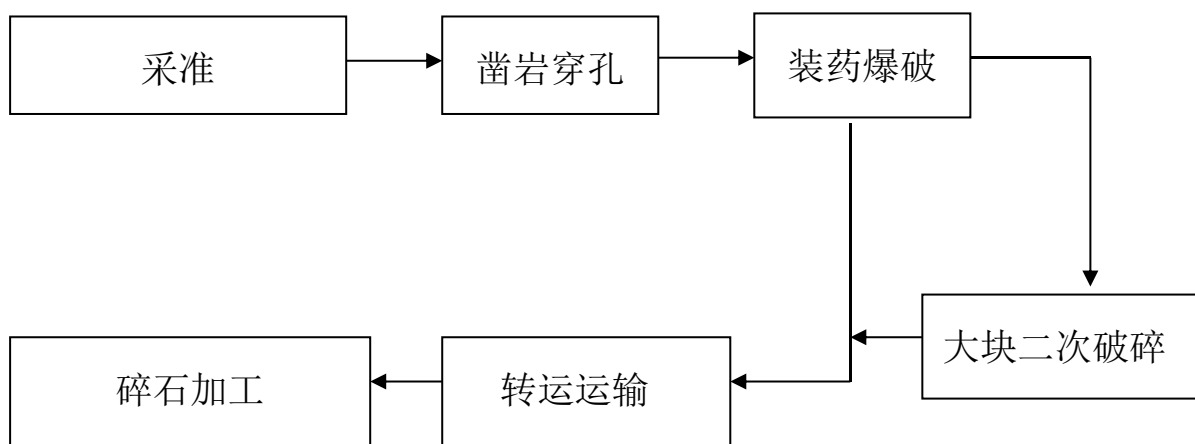 采准
凿岩穿孔
装药爆破
大块二次破碎
转运运输
碎石加工